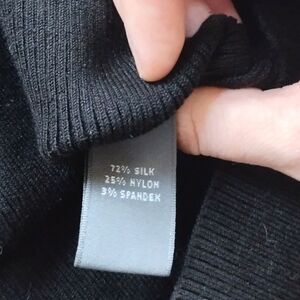 72% SILK
25% NYLON
3% SPANDEX